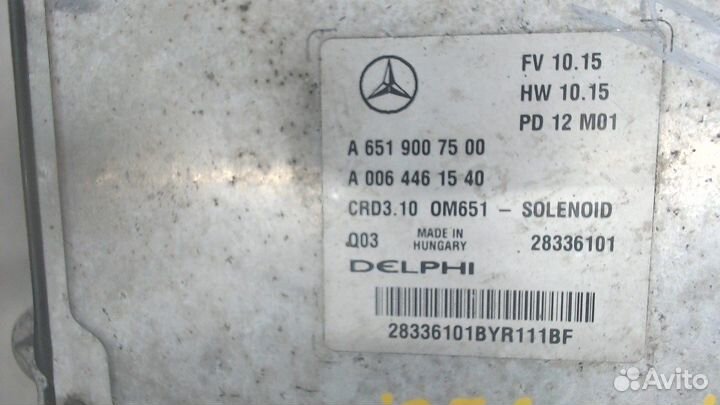 FV 10.15
HW 10.15
PD 12 M01
A 651 900 75 00
A 006 446 15 40
CRD3.10 OM651 – SOLENOID
Q03 MADE IN HUNGARY 28336101
DELPHI
28336101BYR111BF
Avito